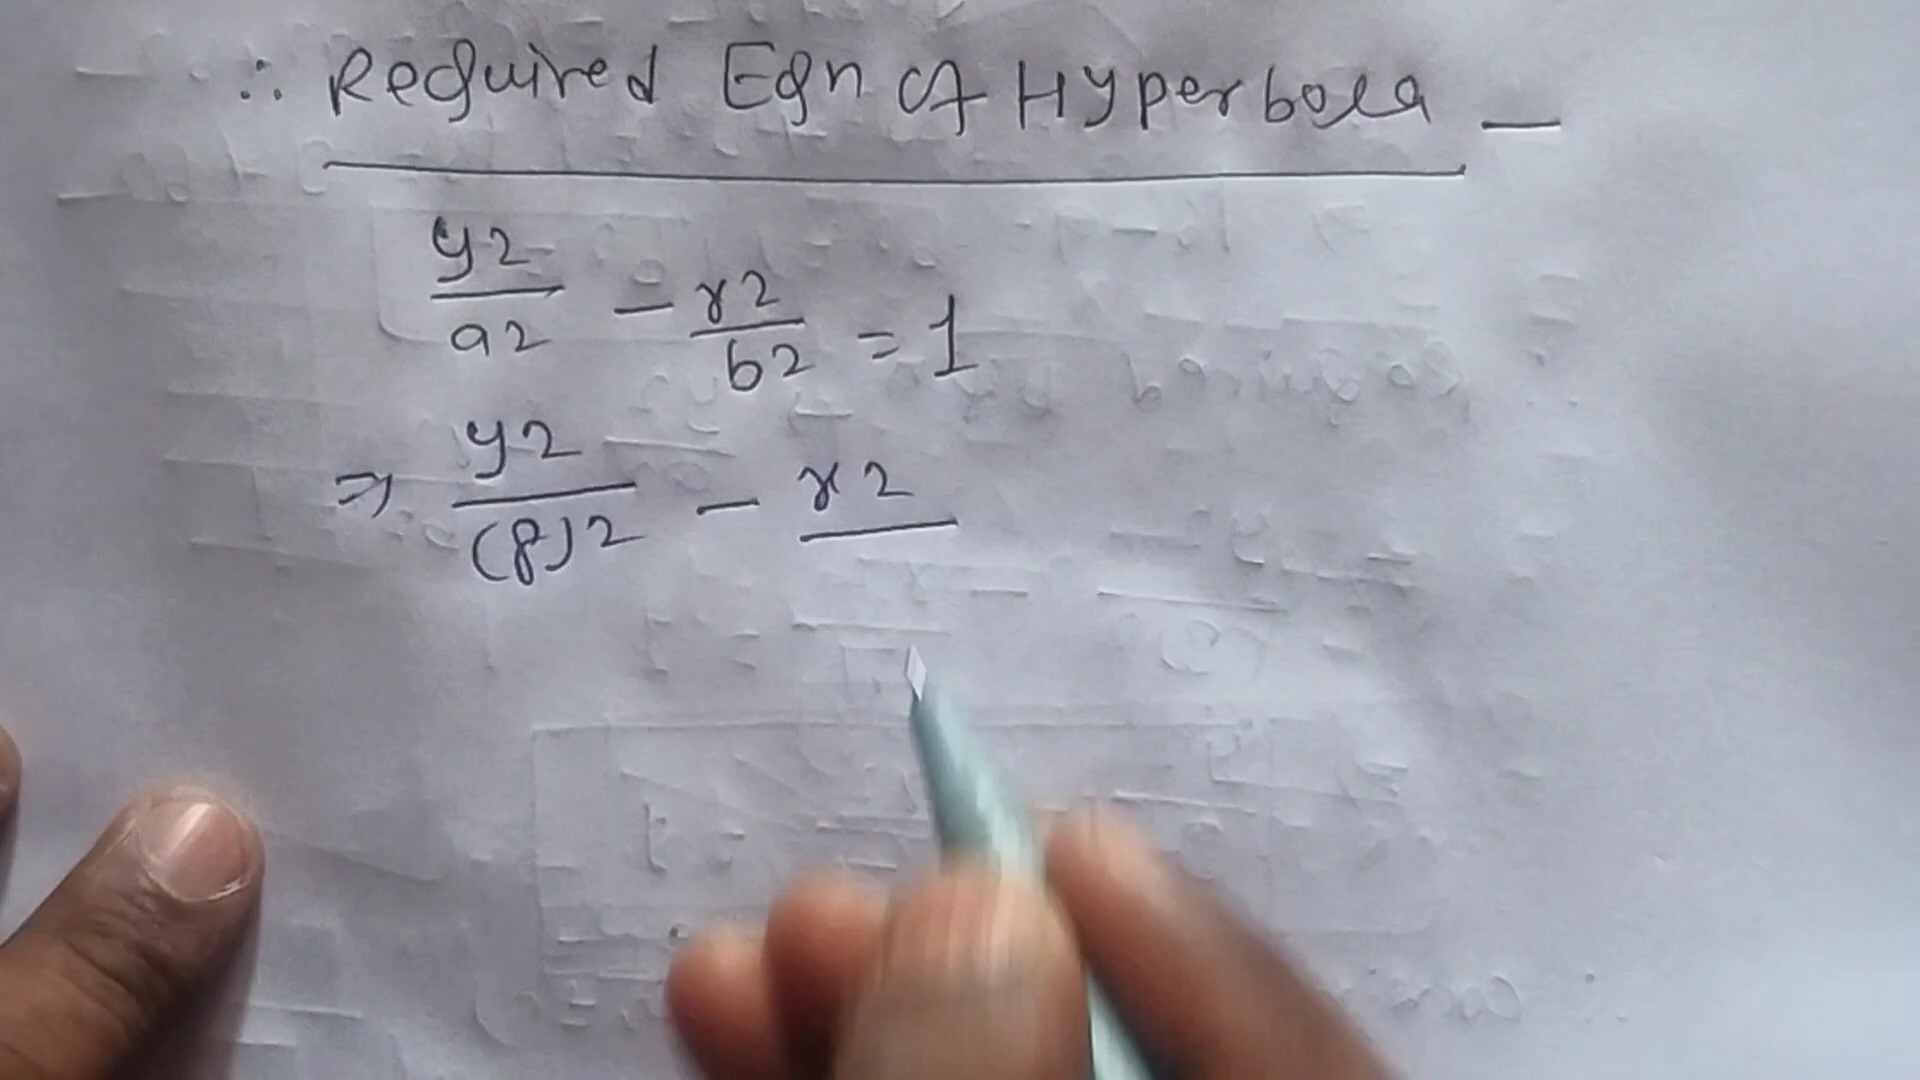 ∴ Required Eqn of Hyperbola —
y2/a2 - x2/b2 = 1
⇒ y2/(8)2 - x2/